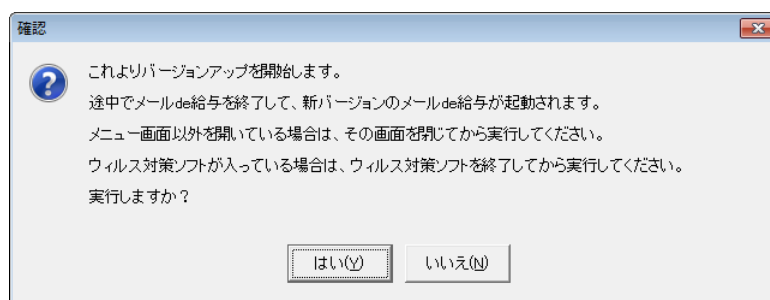 確認
これよりバージョンアップを開始します。
途中でメールde給与を終了して、新バージョンのメールde給与が起動されます。
メニュー画面以外を開いている場合は、その画面を閉じてから実行してください。
ウィルス対策ソフトが入っている場合は、ウィルス対策ソフトを終了してから実行してください。
実行しますか？
はい(Y) いいえ(N)